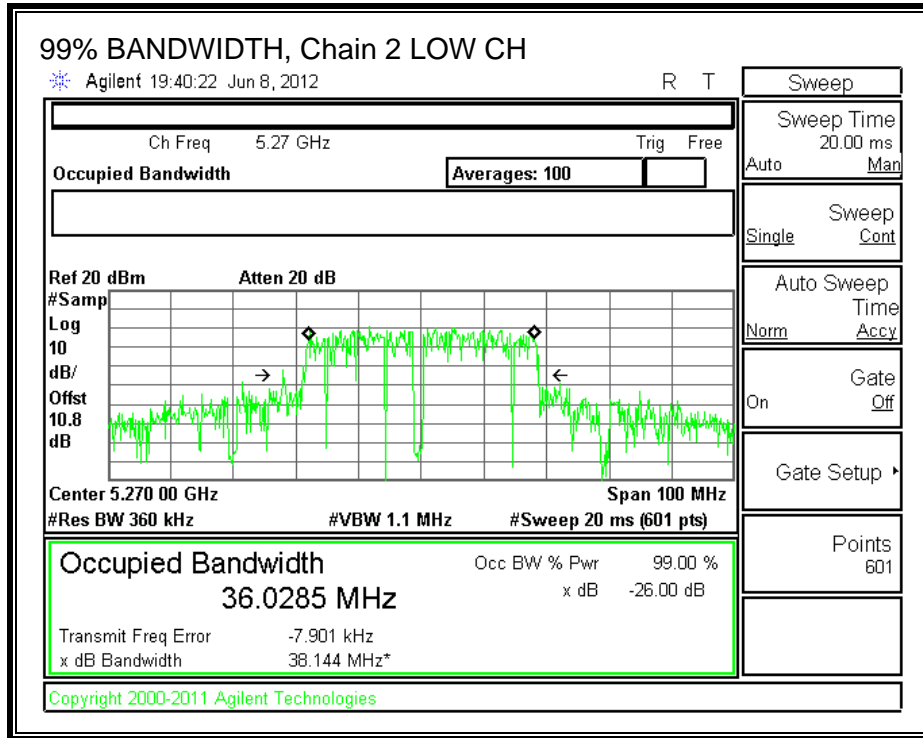 99% BANDWIDTH, Chain 2 LOW CH
Agilent 19:40:22 Jun 8, 2012 R T
Ch Freq 5.27 GHz Trig Free
Occupied Bandwidth Averages: 100
Ref 20 dBm Atten 20 dB
#Samp
Log
10
dB/
Offst
10.8
dB
Center 5.270 00 GHz Span 100 MHz
#Res BW 360 kHz #VBW 1.1 MHz #Sweep 20 ms (601 pts)
Occupied Bandwidth Occ BW % Pwr 99.00 %
36.0285 MHz x dB -26.00 dB
Transmit Freq Error -7.901 kHz
x dB Bandwidth 38.144 MHz*
Copyright 2000-2011 Agilent Technologies
Sweep
Sweep Time
20.00 ms
Auto Man
Sweep
Single Cont
Auto Sweep
Time
Norm Accy
Gate
On Off
Gate Setup
Points
601